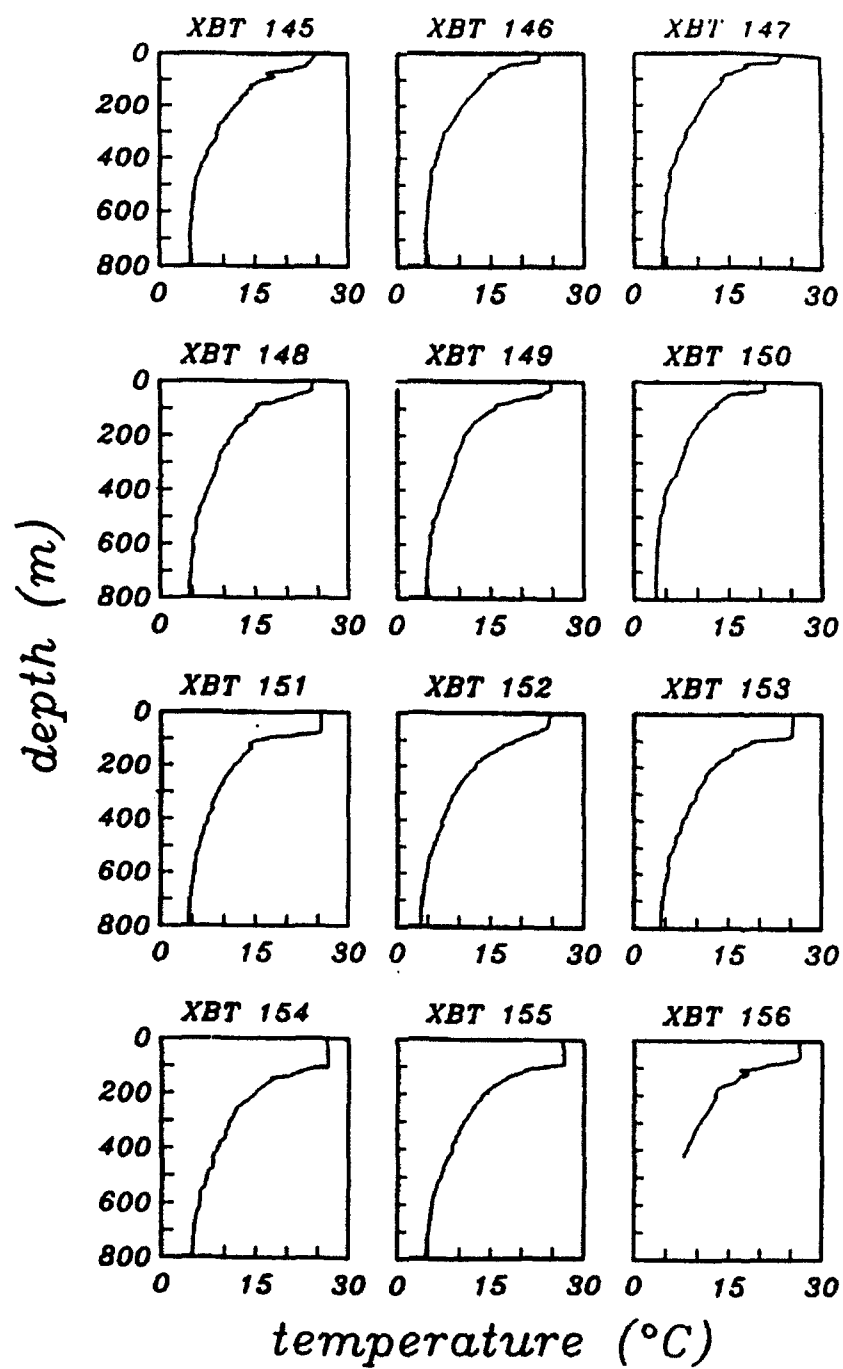 XBT 145 XBT 146 XBT 147
0
200
400
600
800
0 15 30 0 15 30 0 15 30
XBT 148 XBT 149 XBT 150
0
200
400
600
800
0 15 30 0 15 30 0 15 30
XBT 151 XBT 152 XBT 153
0
200
400
600
800
0 15 30 0 15 30 0 15 30
XBT 154 XBT 155 XBT 156
0
200
400
600
800
0 15 30 0 15 30 0 15 30
depth (m)
temperature (°C)